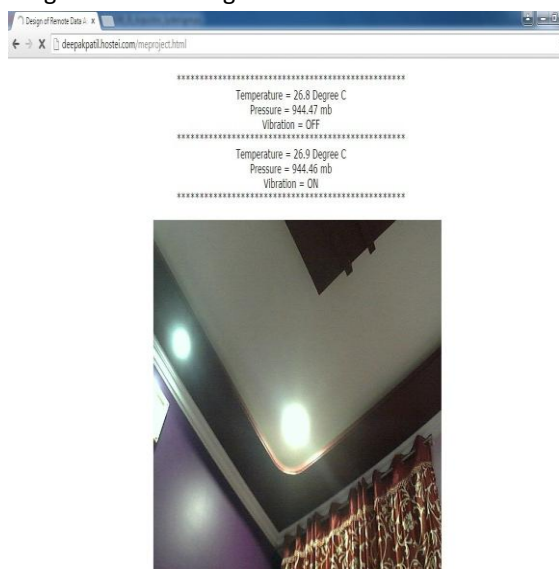 Design of Remote Data A
deepakpatil.hostei.com/meproject.html
**************************************************
Temperature = 26.8 Degree C
Pressure = 944.47 mb
Vibration = OFF
**************************************************
Temperature = 26.9 Degree C
Pressure = 944.46 mb
Vibration = ON
**************************************************